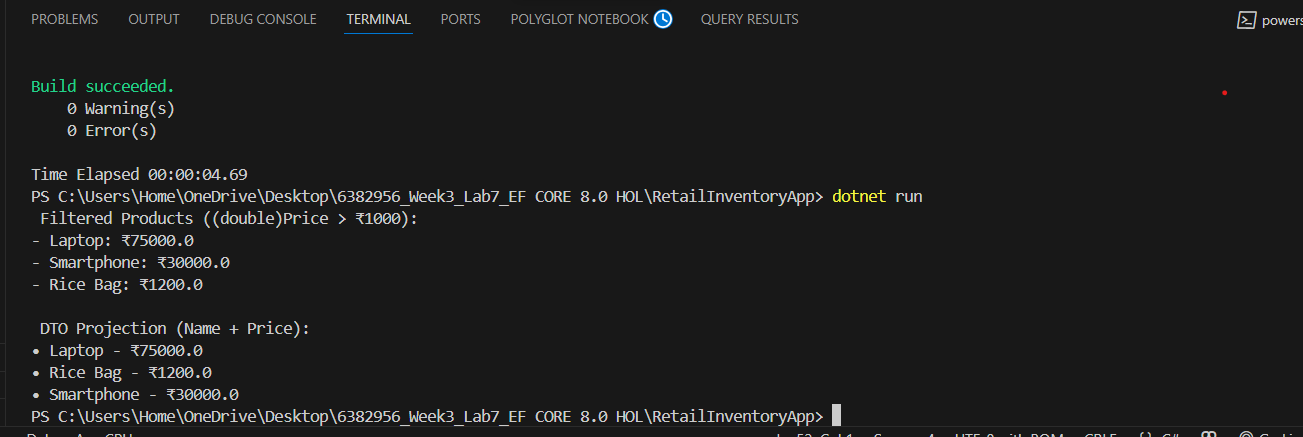 PROBLEMS OUTPUT DEBUG CONSOLE TERMINAL PORTS POLYGLOT NOTEBOOK QUERY RESULTS powers
Build succeeded.
0 Warning(s)
0 Error(s)
Time Elapsed 00:00:04.69
PS C:\Users\Home\OneDrive\Desktop\6382956_Week3_Lab7_EF CORE 8.0 HOL\RetailInventoryApp> dotnet run
Filtered Products ((double)Price > ₹1000):
- Laptop: ₹75000.0
- Smartphone: ₹30000.0
- Rice Bag: ₹1200.0
DTO Projection (Name + Price):
• Laptop - ₹75000.0
• Rice Bag - ₹1200.0
• Smartphone - ₹30000.0
PS C:\Users\Home\OneDrive\Desktop\6382956_Week3_Lab7_EF CORE 8.0 HOL\RetailInventoryApp>